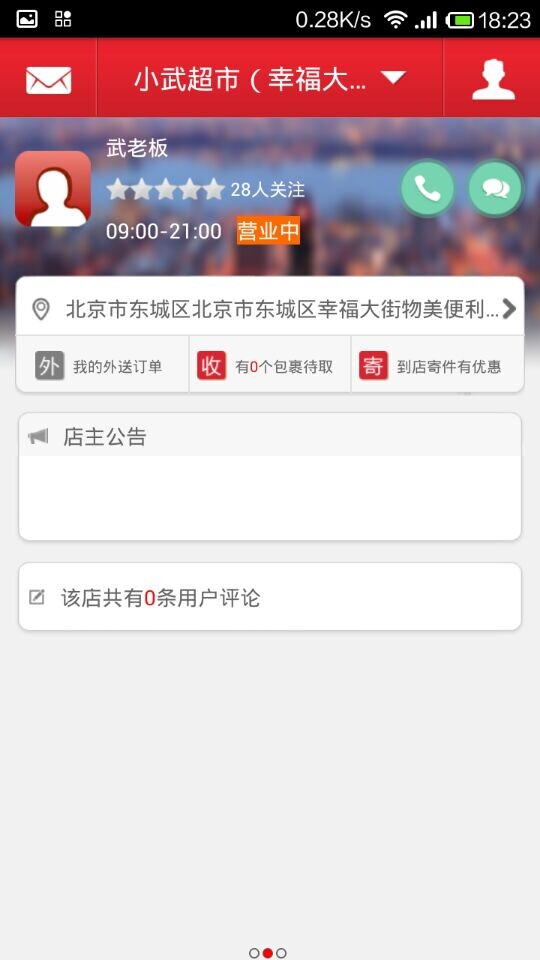 0.28K/s 18:23
小武超市（幸福大...
武老板
28人关注
09:00-21:00 营业中
北京市东城区北京市东城区幸福大街物美便利...
外 我的外送订单 收 有0个包裹待取 寄 到店寄件有优惠
店主公告
该店共有0条用户评论